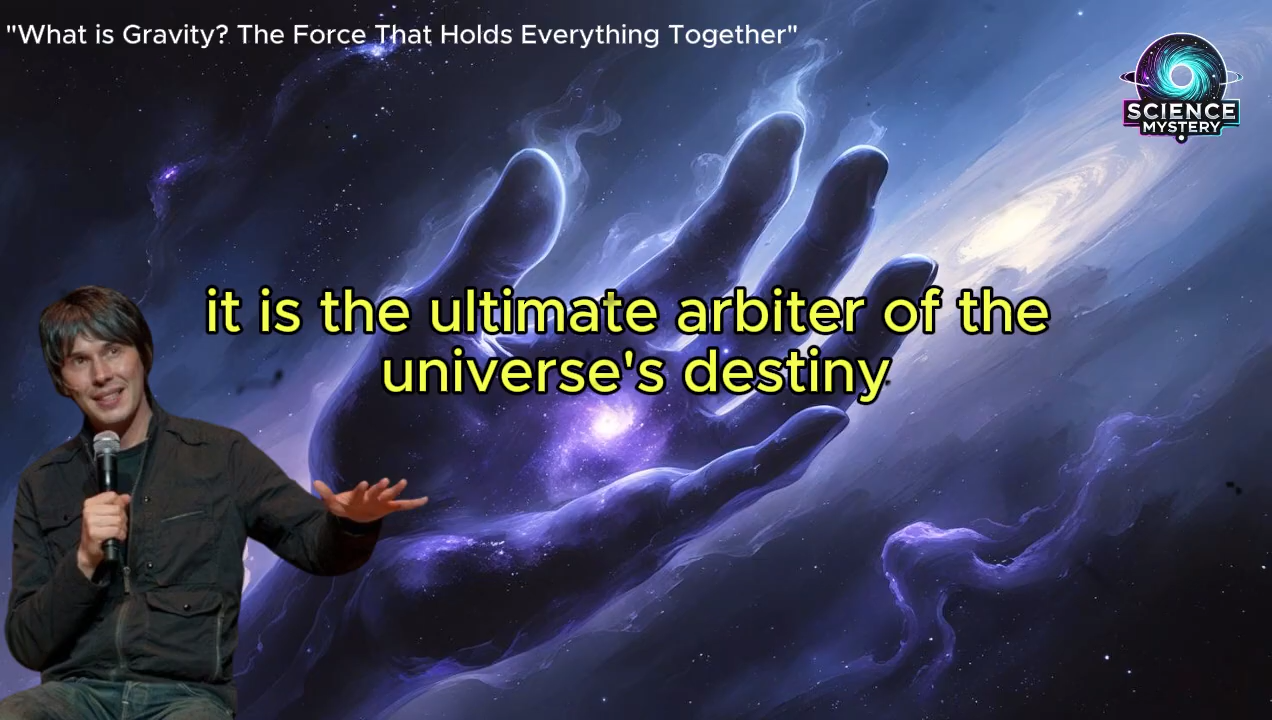 "What is Gravity? The Force That Holds Everything Together"
SCIENCE
MYSTERY
it is the ultimate arbiter of the
universe's destiny